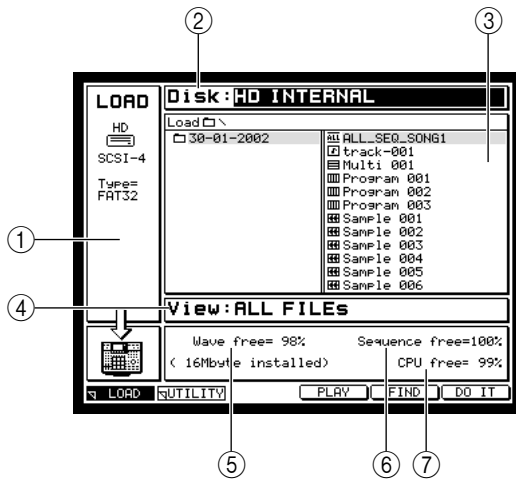 ② ③
LOAD
Disk:HD INTERNAL
HD
SCSI-4
Type=
FAT32
Load \
30-01-2002
ALL ALL_SEQ_SONG1
track-001
Multi 001
Program 001
Program 002
Program 003
Sample 001
Sample 002
Sample 003
Sample 004
Sample 005
Sample 006
①
④
View:ALL FILEs
Wave free= 98%
Sequence free=100%
( 16Mbyte installed)
CPU free= 99%
LOAD UTILITY PLAY FIND DO IT
⑤ ⑥ ⑦